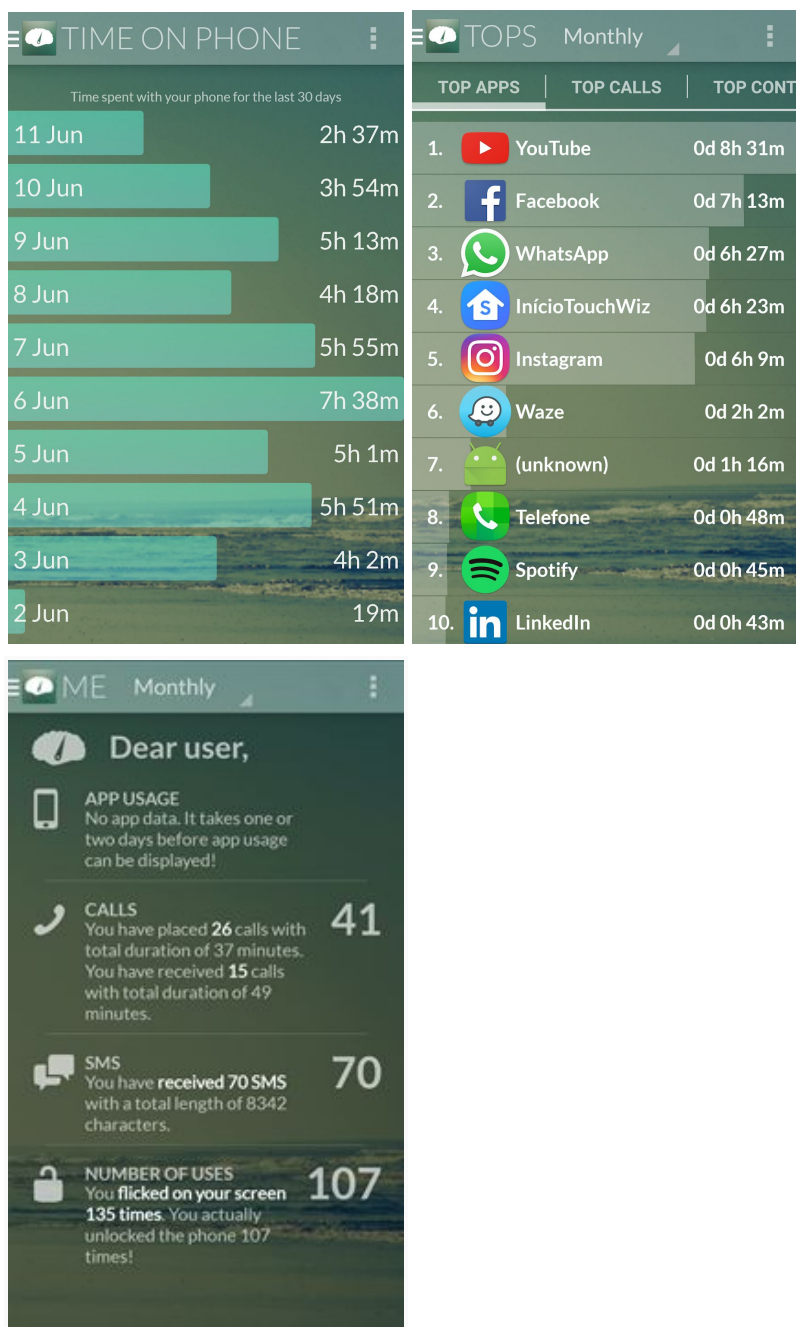 TIME ON PHONE
Time spent with your phone for the last 30 days
11 Jun 2h 37m
10 Jun 3h 54m
9 Jun 5h 13m
8 Jun 4h 18m
7 Jun 5h 55m
6 Jun 7h 38m
5 Jun 5h 1m
4 Jun 5h 51m
3 Jun 4h 2m
2 Jun 19m
TOPS Monthly
TOP APPS TOP CALLS TOP CONT
1. YouTube 0d 8h 31m
2. Facebook 0d 7h 13m
3. WhatsApp 0d 6h 27m
4. S InícioTouchWiz 0d 6h 23m
5. Instagram 0d 6h 9m
6. Waze 0d 2h 2m
7. (unknown) 0d 1h 16m
8. Telefone 0d 0h 48m
9. Spotify 0d 0h 45m
10. in LinkedIn 0d 0h 43m
ME Monthly
Dear user,
APP USAGE
No app data. It takes one or
two days before app usage
can be displayed!
CALLS 41
You have placed 26 calls with
total duration of 37 minutes.
You have received 15 calls
with total duration of 49
minutes.
SMS 70
You have received 70 SMS
with a total length of 8342
characters.
NUMBER OF USES 107
You flicked on your screen
135 times. You actually
unlocked the phone 107
times!